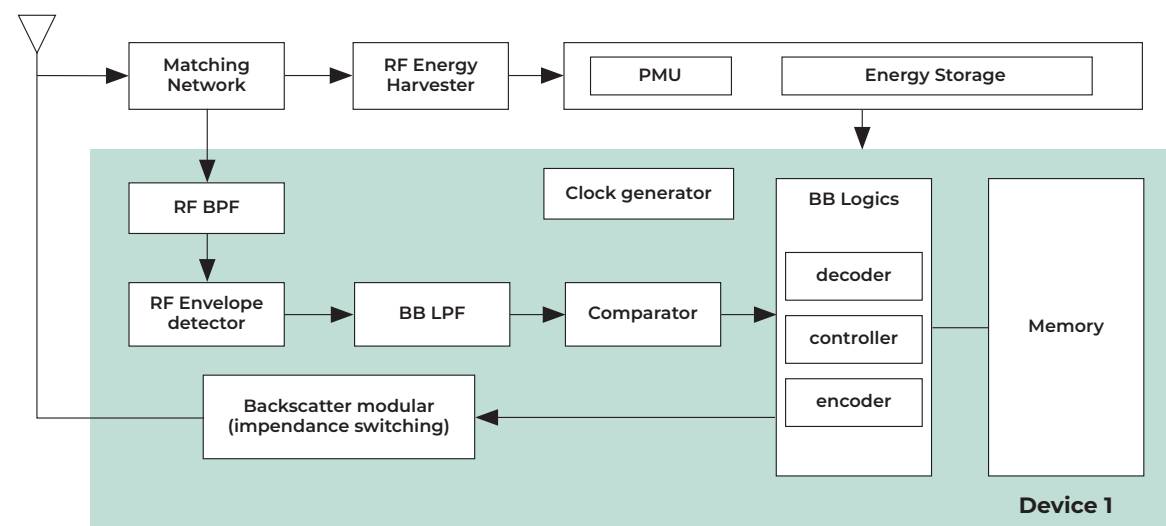 Matching
Network
RF Energy
Harvester
PMU
Energy Storage
RF BPF
Clock generator
BB Logics
decoder
RF Envelope
detector
BB LPF
Comparator
controller
Memory
encoder
Backscatter modular
(impendance switching)
Device 1